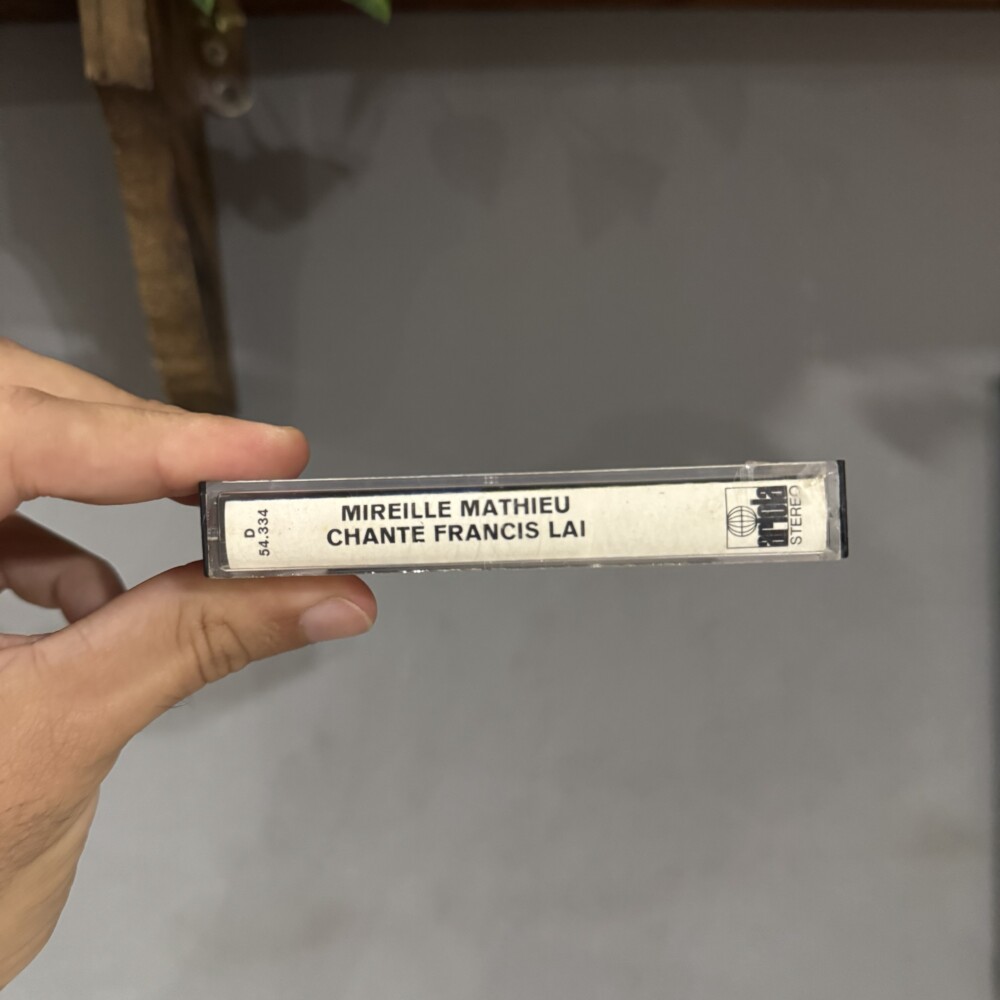 D
54.334
MIREILLE MATHIEU
CHANTE FRANCIS LAI
ariola
STEREO